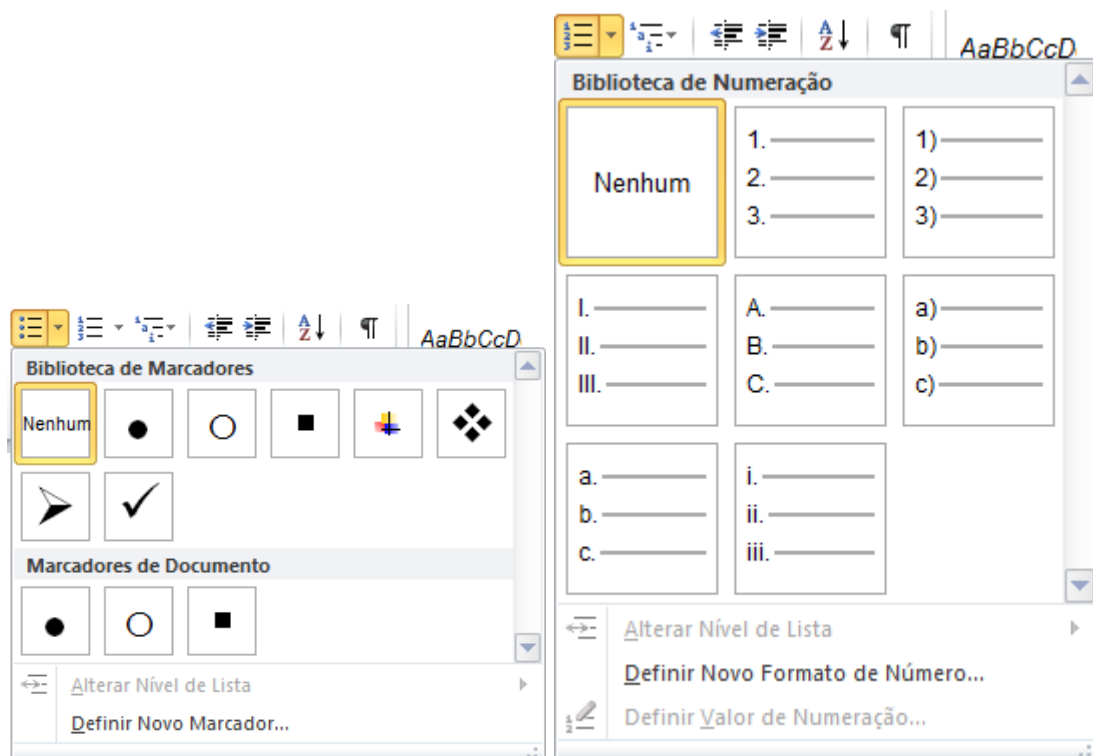 AaBbCcD
Biblioteca de Marcadores
Nenhum
Marcadores de Documento
Alterar Nível de Lista
Definir Novo Marcador...
AaBbCcD
Biblioteca de Numeração
Nenhum
1.
2.
3.
1)
2)
3)
I.
II.
III.
A.
B.
C.
a)
b)
c)
a.
b.
c.
i.
ii.
iii.
Alterar Nível de Lista
Definir Novo Formato de Número...
Definir Valor de Numeração...